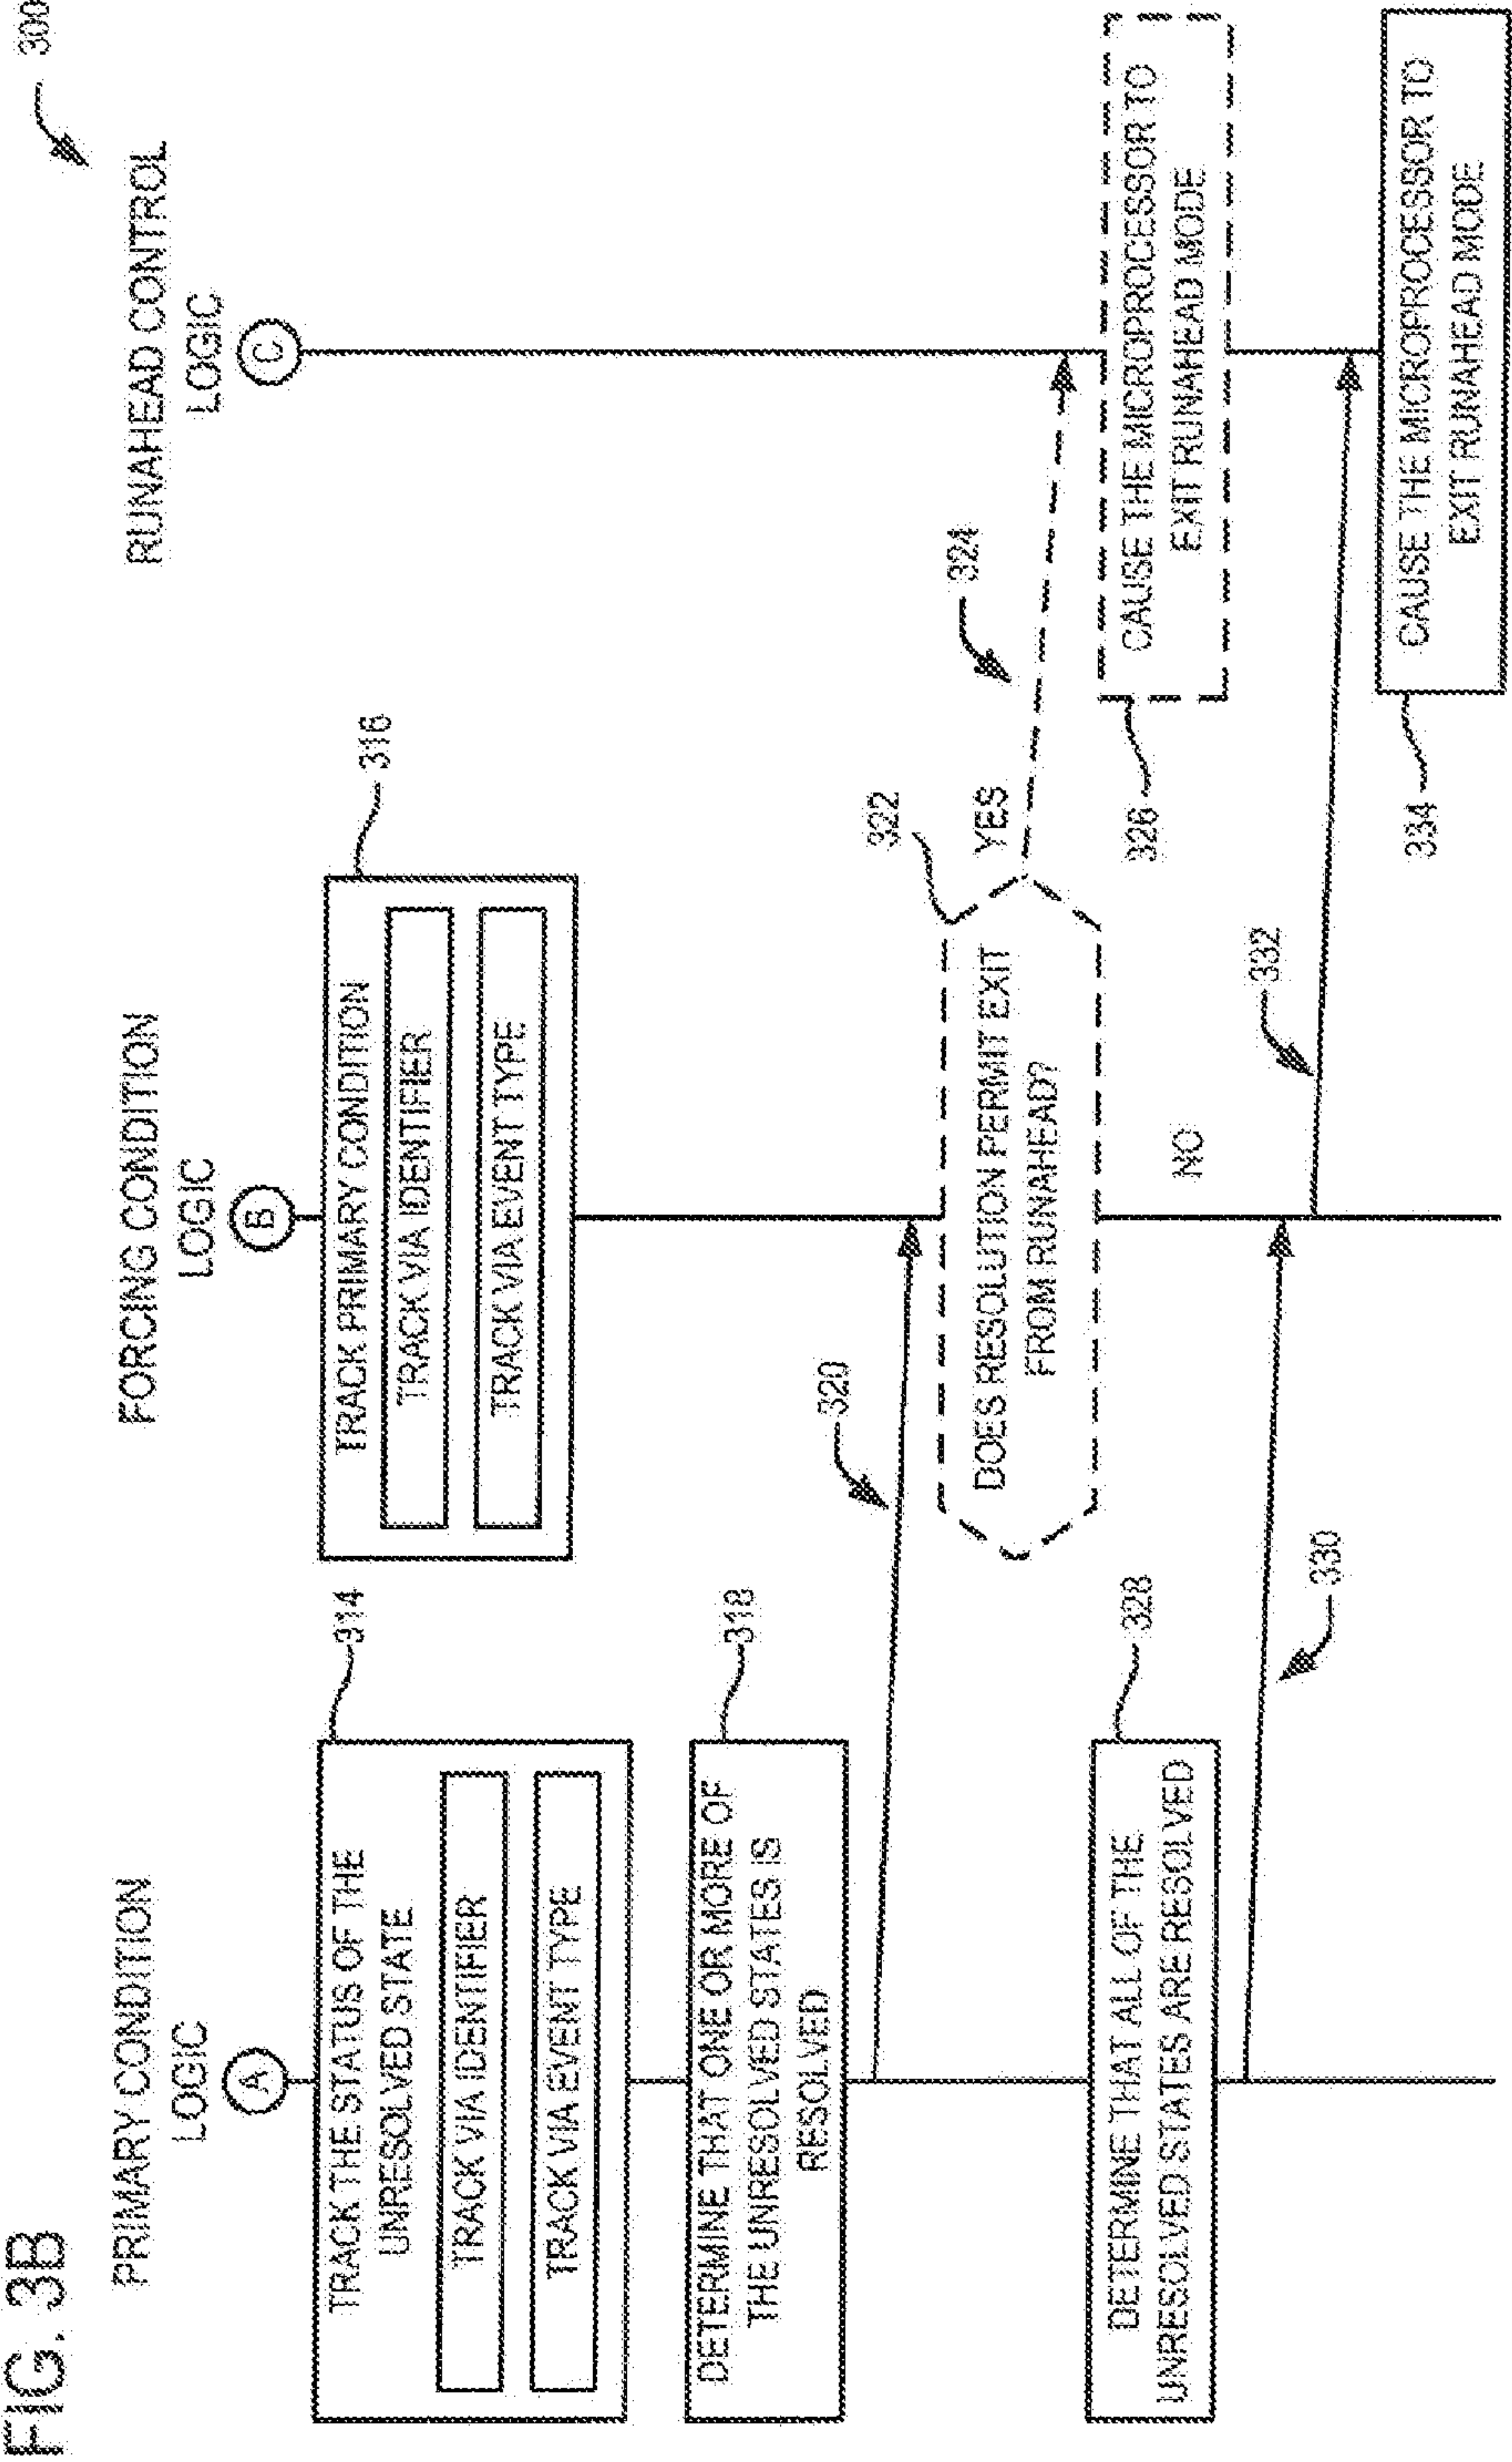 FIG. 3B
300
PRIMARY CONDITION
LOGIC
A
FORCING CONDITION
LOGIC
B
RUNAHEAD CONTROL
LOGIC
C
314
TRACK THE STATUS OF THE
UNRESOLVED STATE
TRACK VIA IDENTIFIER
TRACK VIA EVENT TYPE
316
TRACK PRIMARY CONDITION
TRACK VIA IDENTIFIER
TRACK VIA EVENT TYPE
318
DETERMINE THAT ONE OR MORE OF
THE UNRESOLVED STATES IS
RESOLVED
320
322
DOES RESOLUTION PERMIT EXIT
FROM RUNAHEAD?
YES
324
NO
326
CAUSE THE MICROPROCESSOR TO
EXIT RUNAHEAD MODE
328
DETERMINE THAT ALL OF THE
UNRESOLVED STATES ARE RESOLVED
330
332
334
CAUSE THE MICROPROCESSOR TO
EXIT RUNAHEAD MODE